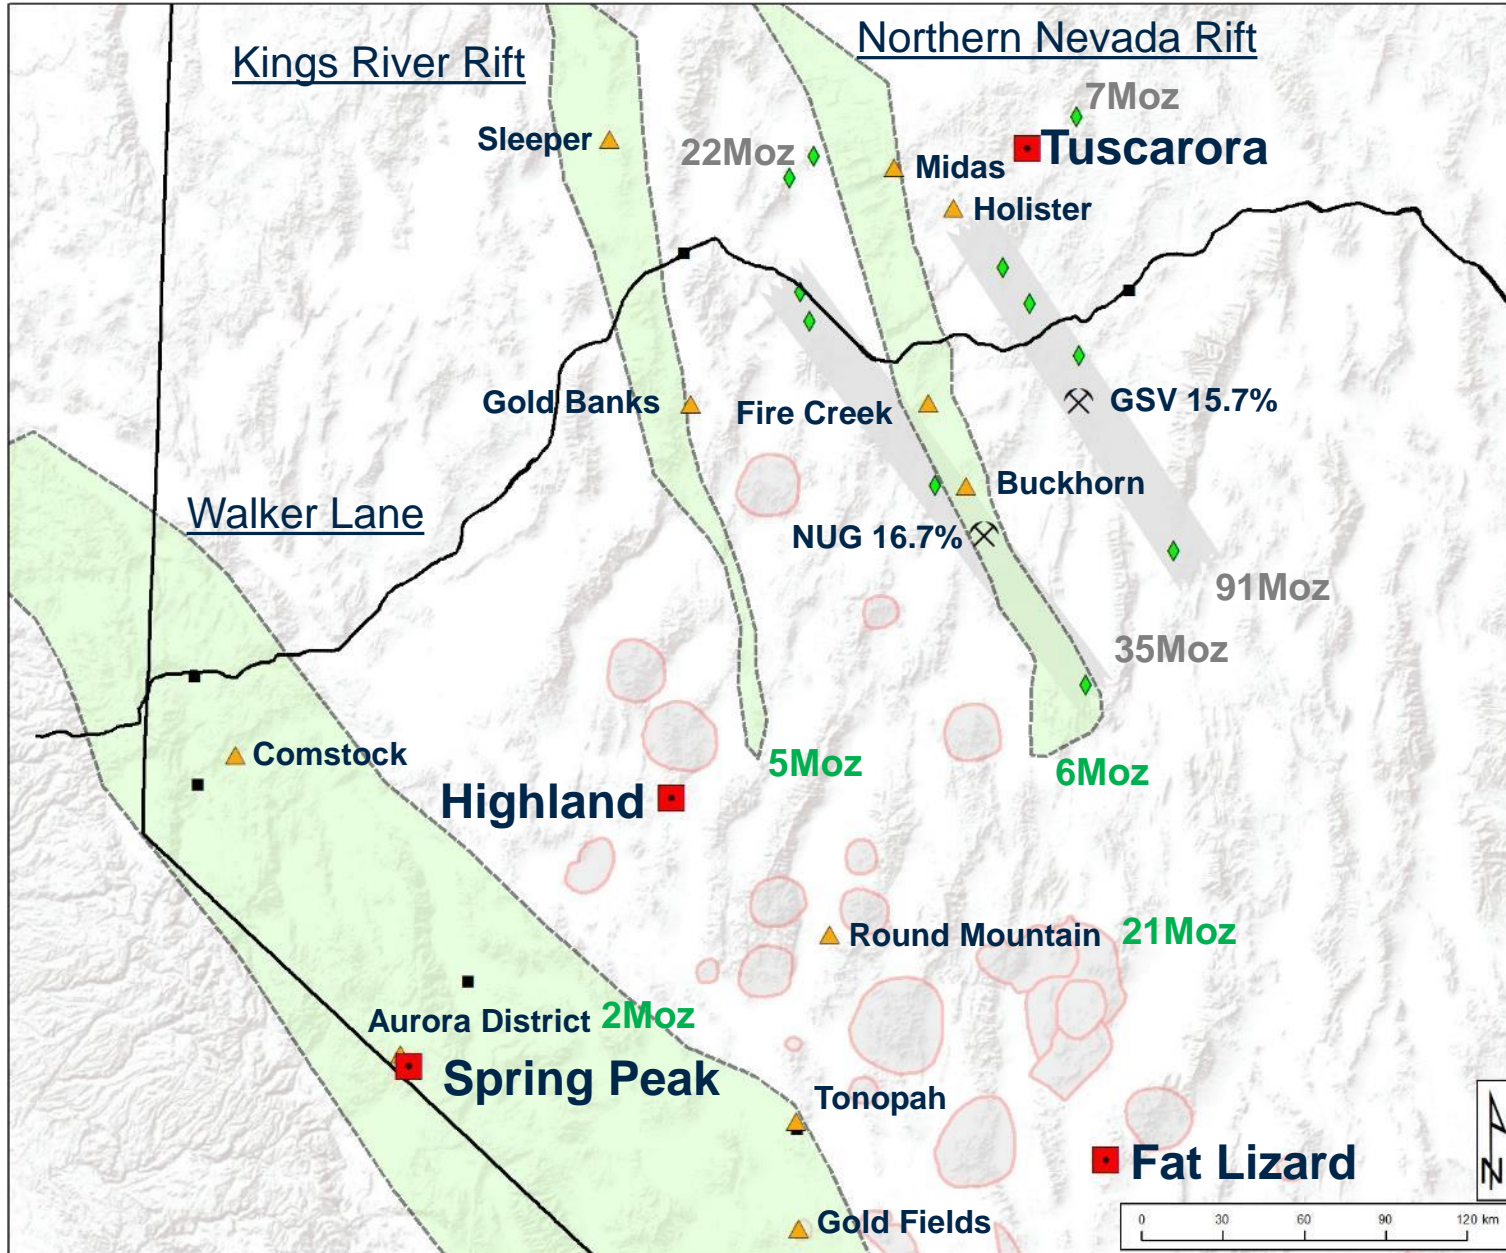 Northern Nevada Rift
Kings River Rift
7Moz
Sleeper
22Moz
Tuscarora
Midas
Holister
Gold Banks
Fire Creek
GSV 15.7%
Buckhorn
Walker Lane
NUG 16.7%
91Moz
35Moz
Comstock
5Moz
6Moz
Highland
Round Mountain 21Moz
Aurora District 2Moz
Spring Peak
Tonopah
Fat Lizard
Gold Fields
N
0 30 60 90 120 km